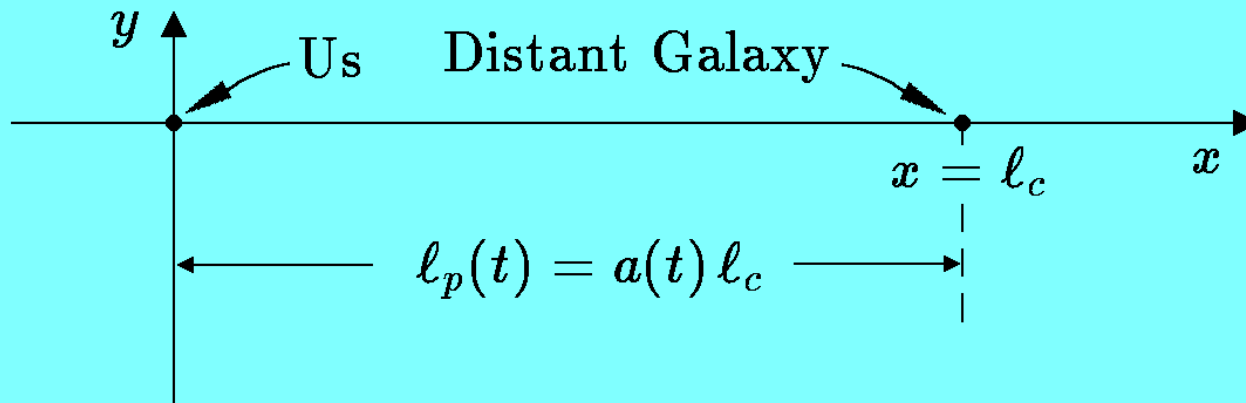 y
Us
Distant Galaxy
x
x = ℓ_c
ℓ_p(t) = a(t) ℓ_c